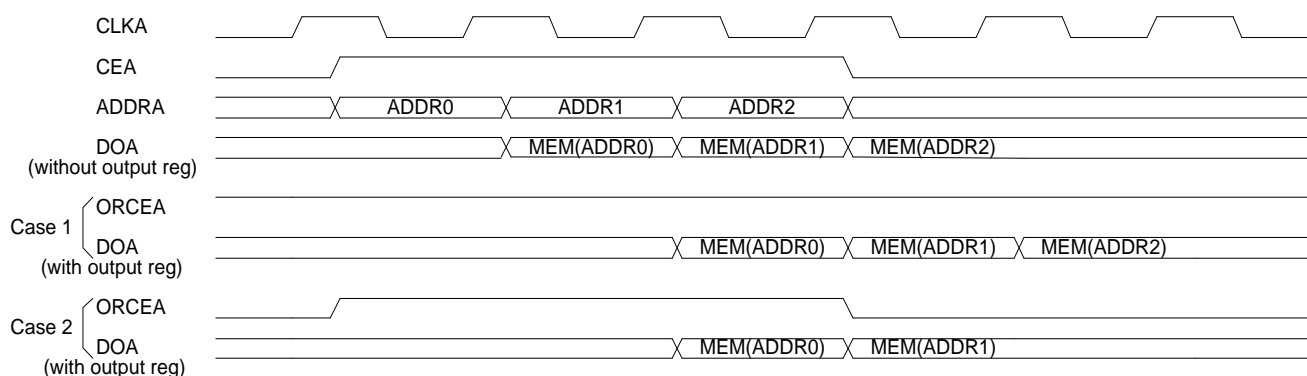 CLKA
CEA
ADDRA ADDR0 ADDR1 ADDR2
DOA MEM(ADDR0) MEM(ADDR1) MEM(ADDR2)
(without output reg)
ORCEA
Case 1
DOA MEM(ADDR0) MEM(ADDR1) MEM(ADDR2)
(with output reg)
ORCEA
Case 2
DOA MEM(ADDR0) MEM(ADDR1)
(with output reg)